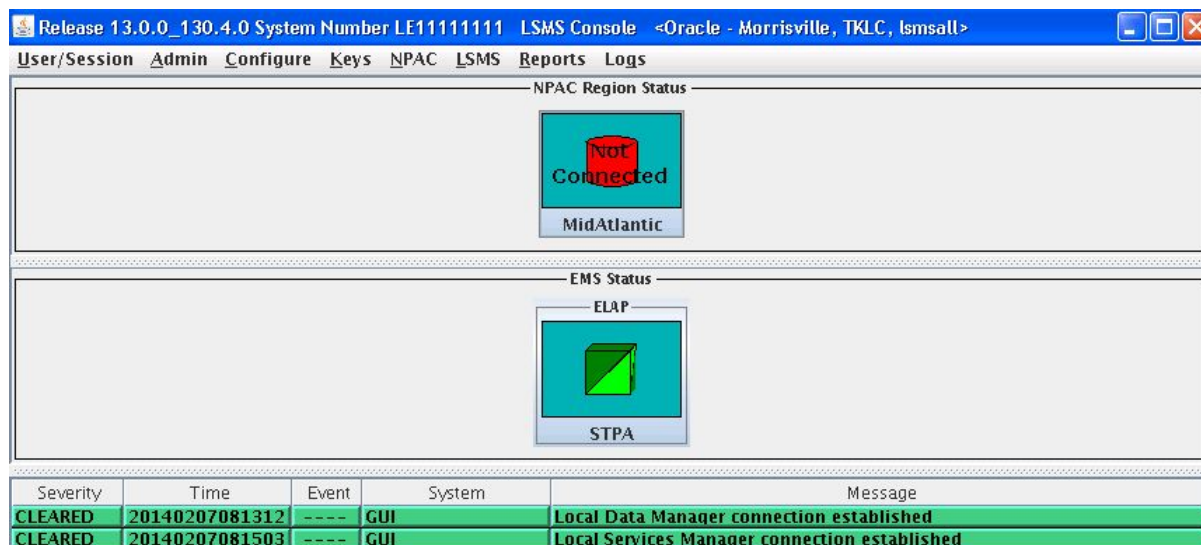 Release 13.0.0_130.4.0 System Number LE11111111 LSMS Console <Oracle - Morrisville, TKLC, lsmsall>
User/Session Admin Configure Keys NPAC LSMS Reports Logs
NPAC Region Status
Not
Connected
MidAtlantic
EMS Status
ELAP
STPA
Severity Time Event System Message
CLEARED 20140207081312 ---- GUI Local Data Manager connection established
CLEARED 20140207081503 ---- GUI Local Services Manager connection established